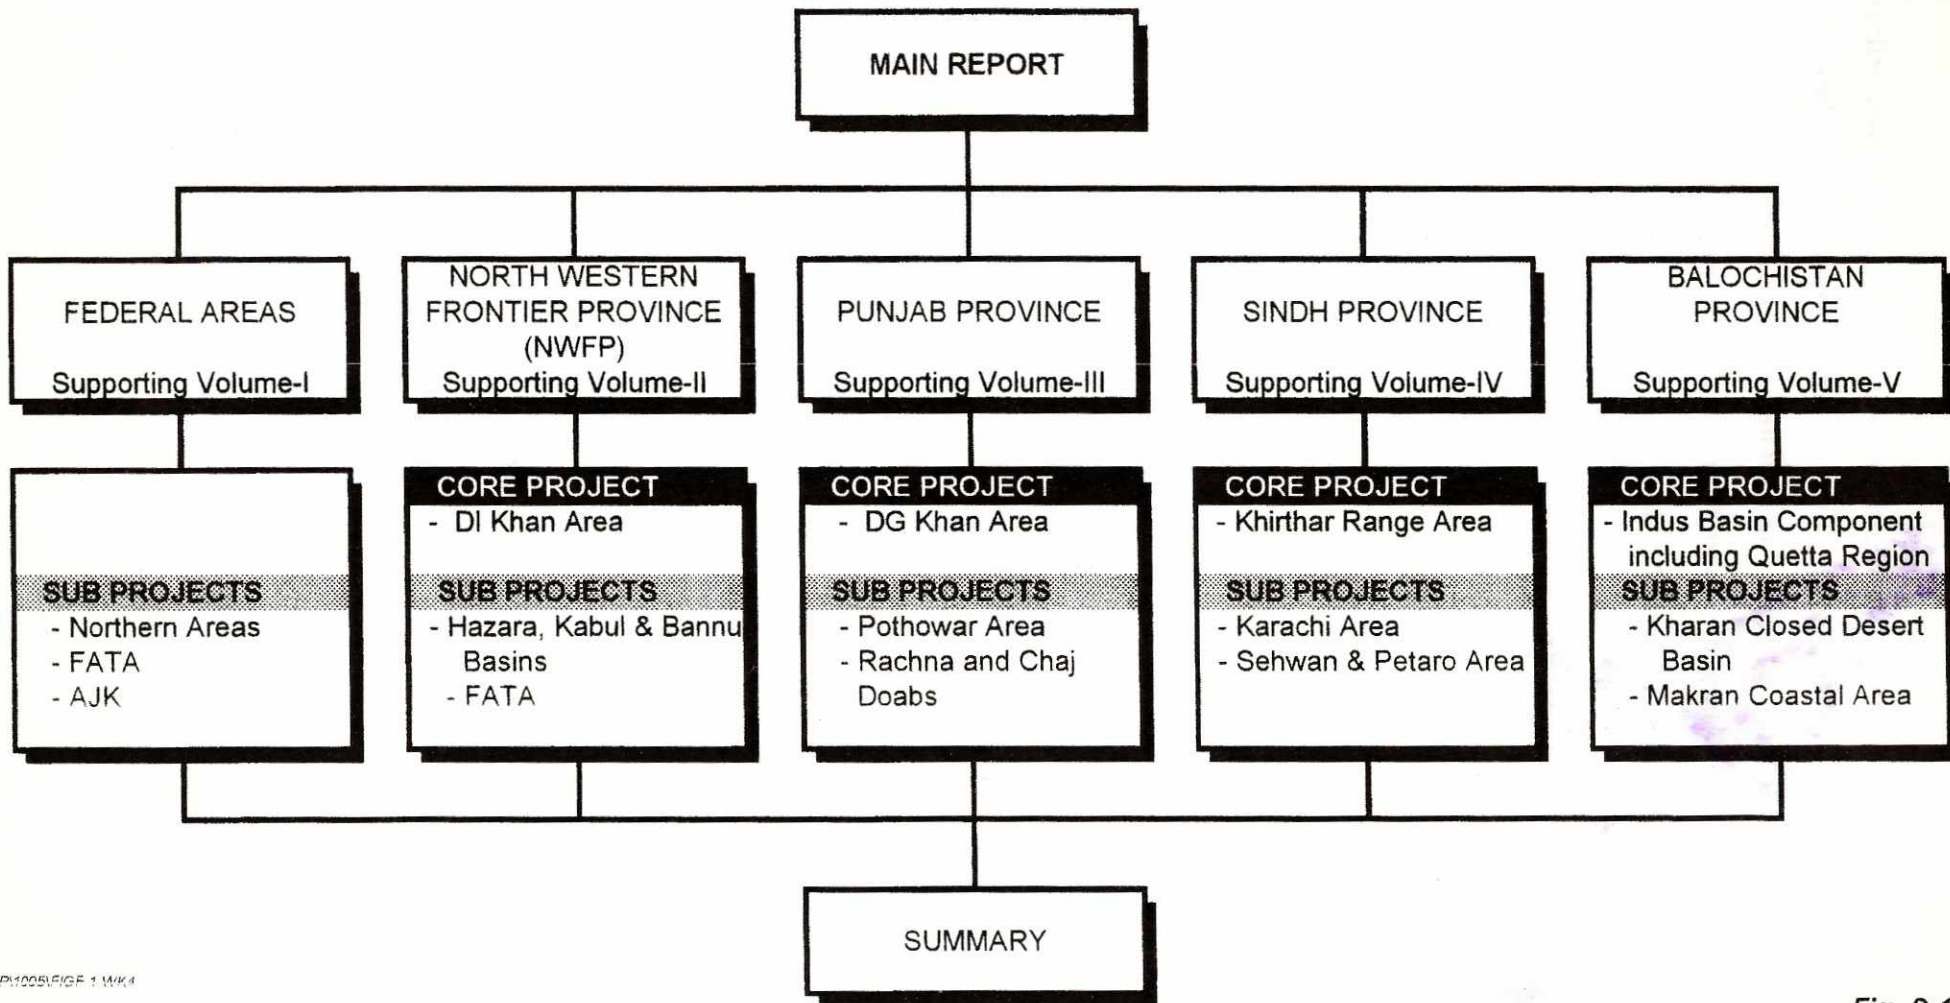 MAIN REPORT
FEDERAL AREAS
Supporting Volume-I
NORTH WESTERN
FRONTIER PROVINCE
(NWFP)
Supporting Volume-II
PUNJAB PROVINCE
Supporting Volume-III
SINDH PROVINCE
Supporting Volume-IV
BALOCHISTAN
PROVINCE
Supporting Volume-V
SUB PROJECTS
- Northern Areas
- FATA
- AJK
CORE PROJECT
- DI Khan Area
SUB PROJECTS
- Hazara, Kabul & Bannu
Basins
- FATA
CORE PROJECT
- DG Khan Area
SUB PROJECTS
- Pothowar Area
- Rachna and Chaj
Doabs
CORE PROJECT
- Khirthar Range Area
SUB PROJECTS
- Karachi Area
- Sehwan & Petaro Area
CORE PROJECT
- Indus Basin Component
including Quetta Region
SUB PROJECTS
- Kharan Closed Desert
Basin
- Makran Coastal Area
SUMMARY